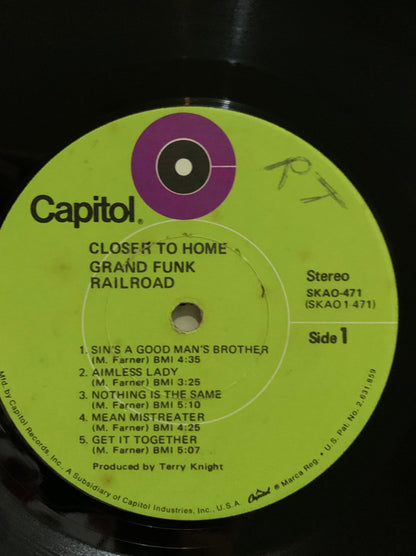 RT
Capitol®
CLOSER TO HOME
GRAND FUNK
RAILROAD
Stereo
SKAO-471
(SKAO 1 471)
Side 1
1. SIN'S A GOOD MAN'S BROTHER
(M. Farner) BMI 4:35
2. AIMLESS LADY
(M. Farner) BMI 3:25
3. NOTHING IS THE SAME
(M. Farner) BMI 5:10
4. MEAN MISTREATER
(M. Farner) BMI 4:25
5. GET IT TOGETHER
(M. Farner) BMI 5:07
Produced by Terry Knight
Mfd. by Capitol Records, Inc., A Subsidiary of Capitol Industries, Inc., U.S.A. Capitol ® Marca Reg. • U.S. Pat. No. 2,631,859